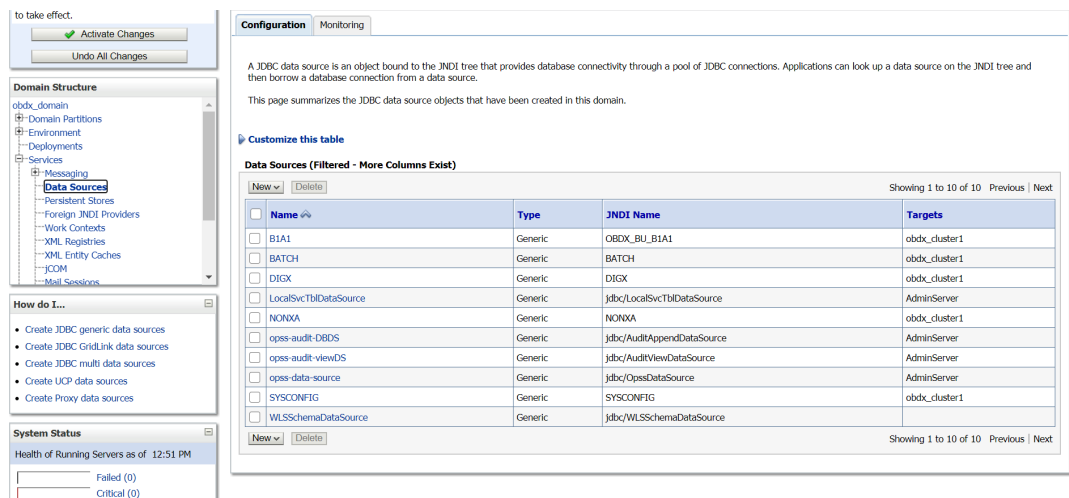 to take effect.
Activate Changes
Undo All Changes
Domain Structure
obdx_domain
Domain Partitions
Environment
Deployments
Services
Messaging
Data Sources
Persistent Stores
Foreign JNDI Providers
Work Contexts
XML Registries
XML Entity Caches
jCOM
Mail Sessions
How do I...
Create JDBC generic data sources
Create JDBC GridLink data sources
Create JDBC multi data sources
Create UCP data sources
Create Proxy data sources
System Status
Health of Running Servers as of 12:51 PM
Failed (0)
Critical (0)
Configuration Monitoring
A JDBC data source is an object bound to the JNDI tree that provides database connectivity through a pool of JDBC connections. Applications can look up a data source on the JNDI tree and
then borrow a database connection from a data source.
This page summarizes the JDBC data source objects that have been created in this domain.
Customize this table
Data Sources (Filtered - More Columns Exist)
New Delete Showing 1 to 10 of 10 Previous | Next
Name Type JNDI Name Targets
B1A1 Generic OBDX_BU_B1A1 obdx_cluster1
BATCH Generic BATCH obdx_cluster1
DIGX Generic DIGX obdx_cluster1
LocalSvcTblDataSource Generic jdbc/LocalSvcTblDataSource AdminServer
NONXA Generic NONXA obdx_cluster1
opss-audit-DBDS Generic jdbc/AuditAppendDataSource AdminServer
opss-audit-viewDS Generic jdbc/AuditViewDataSource AdminServer
opss-data-source Generic jdbc/OpssDataSource AdminServer
SYSCONFIG Generic SYSCONFIG obdx_cluster1
WLSSchemaDataSource Generic jdbc/WLSSchemaDataSource
New Delete Showing 1 to 10 of 10 Previous | Next